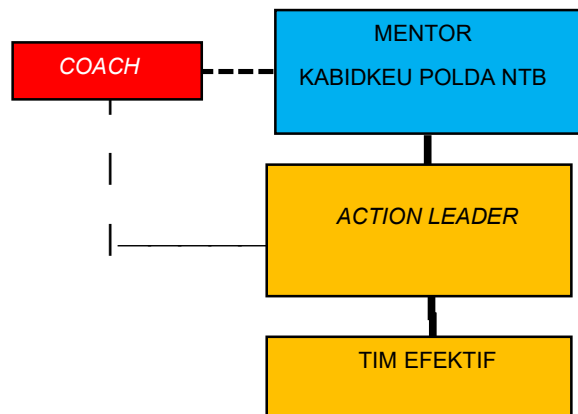 MENTOR
COACH
KABIDKEU POLDA NTB
ACTION LEADER
TIM EFEKTIF